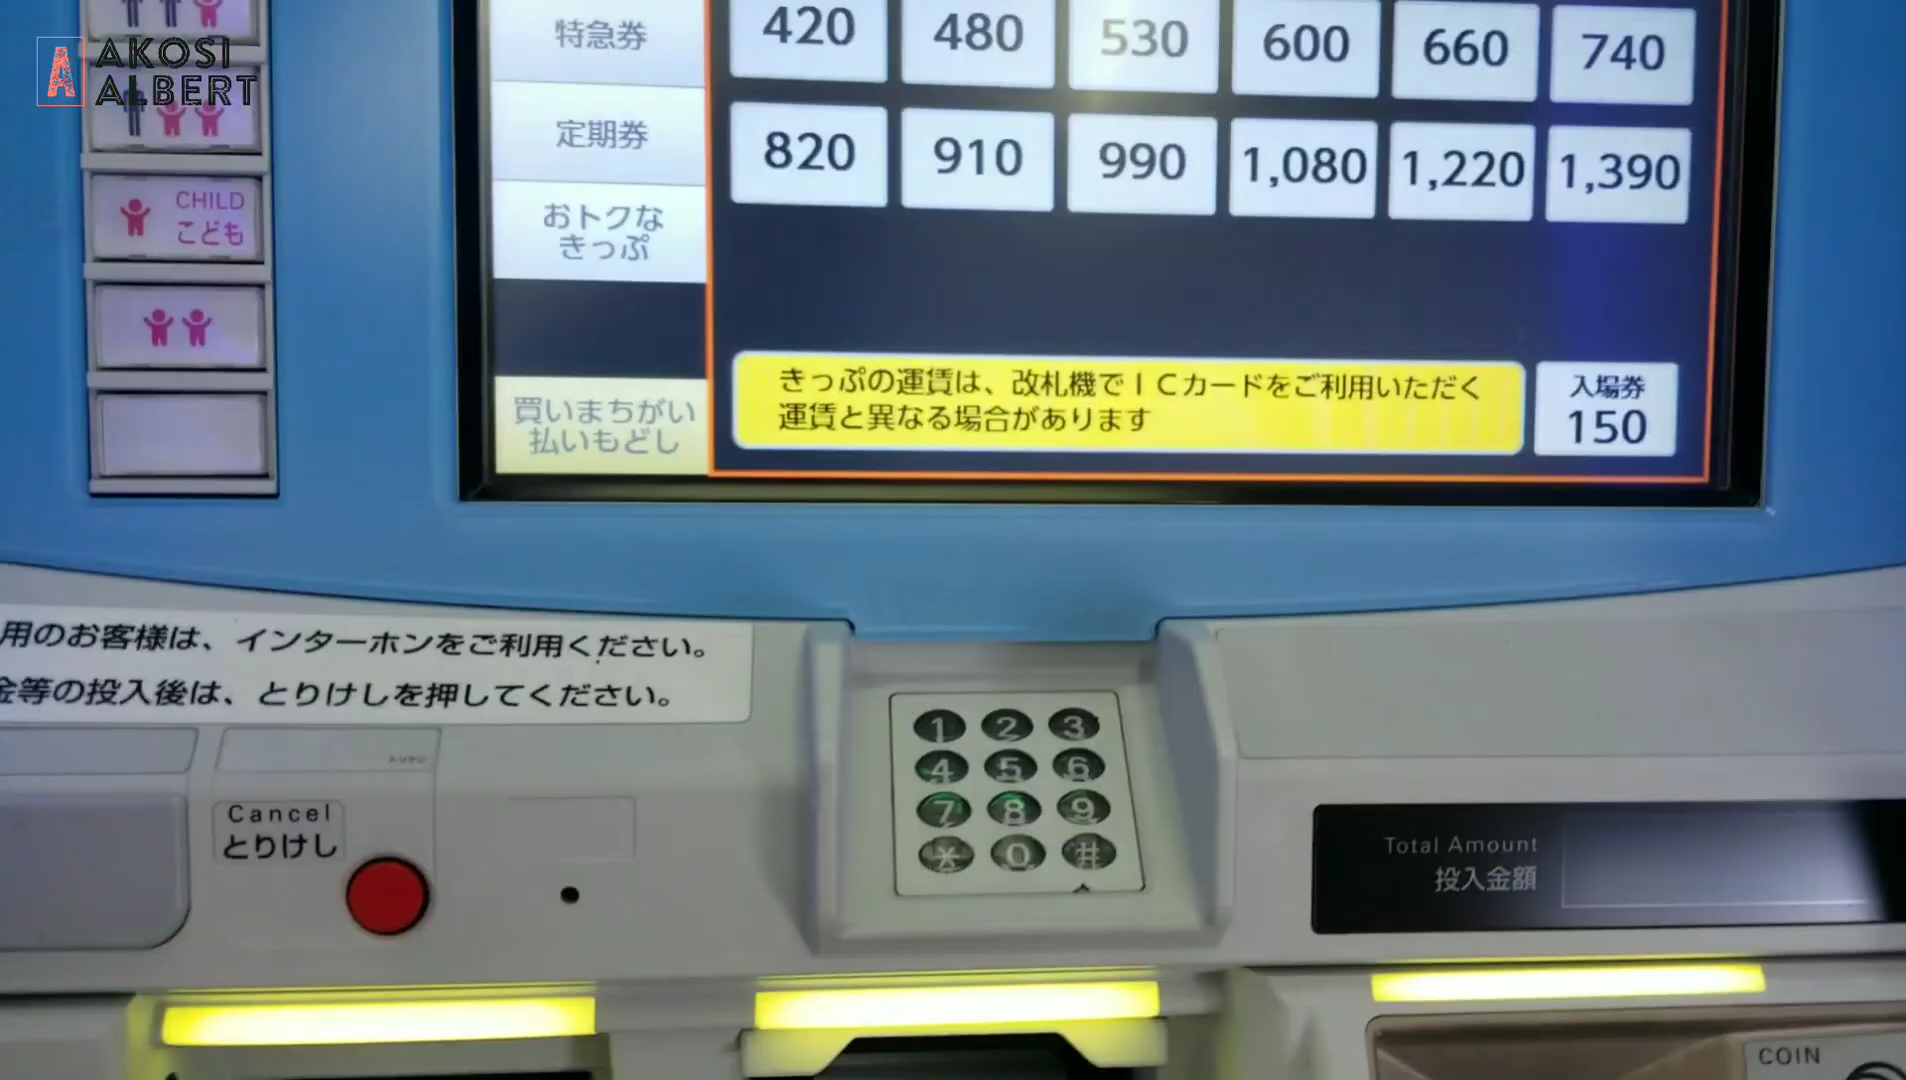 AKOSI
ALBERT
特急券
420 480 530 600 660 740
定期券
820 910 990 1,080 1,220 1,390
CHILD
こども
おトクな
きっぷ
買いまちがい
払いもどし
きっぷの運賃は、改札機でICカードをご利用いただく
運賃と異なる場合があります
入場券
150
用のお客様は、インターホンをご利用ください。
金等の投入後は、とりけしを押してください。
トリケシ
Cancel
とりけし
1 2 3
4 5 6
7 8 9
* 0 #
Total Amount
投入金額
COIN